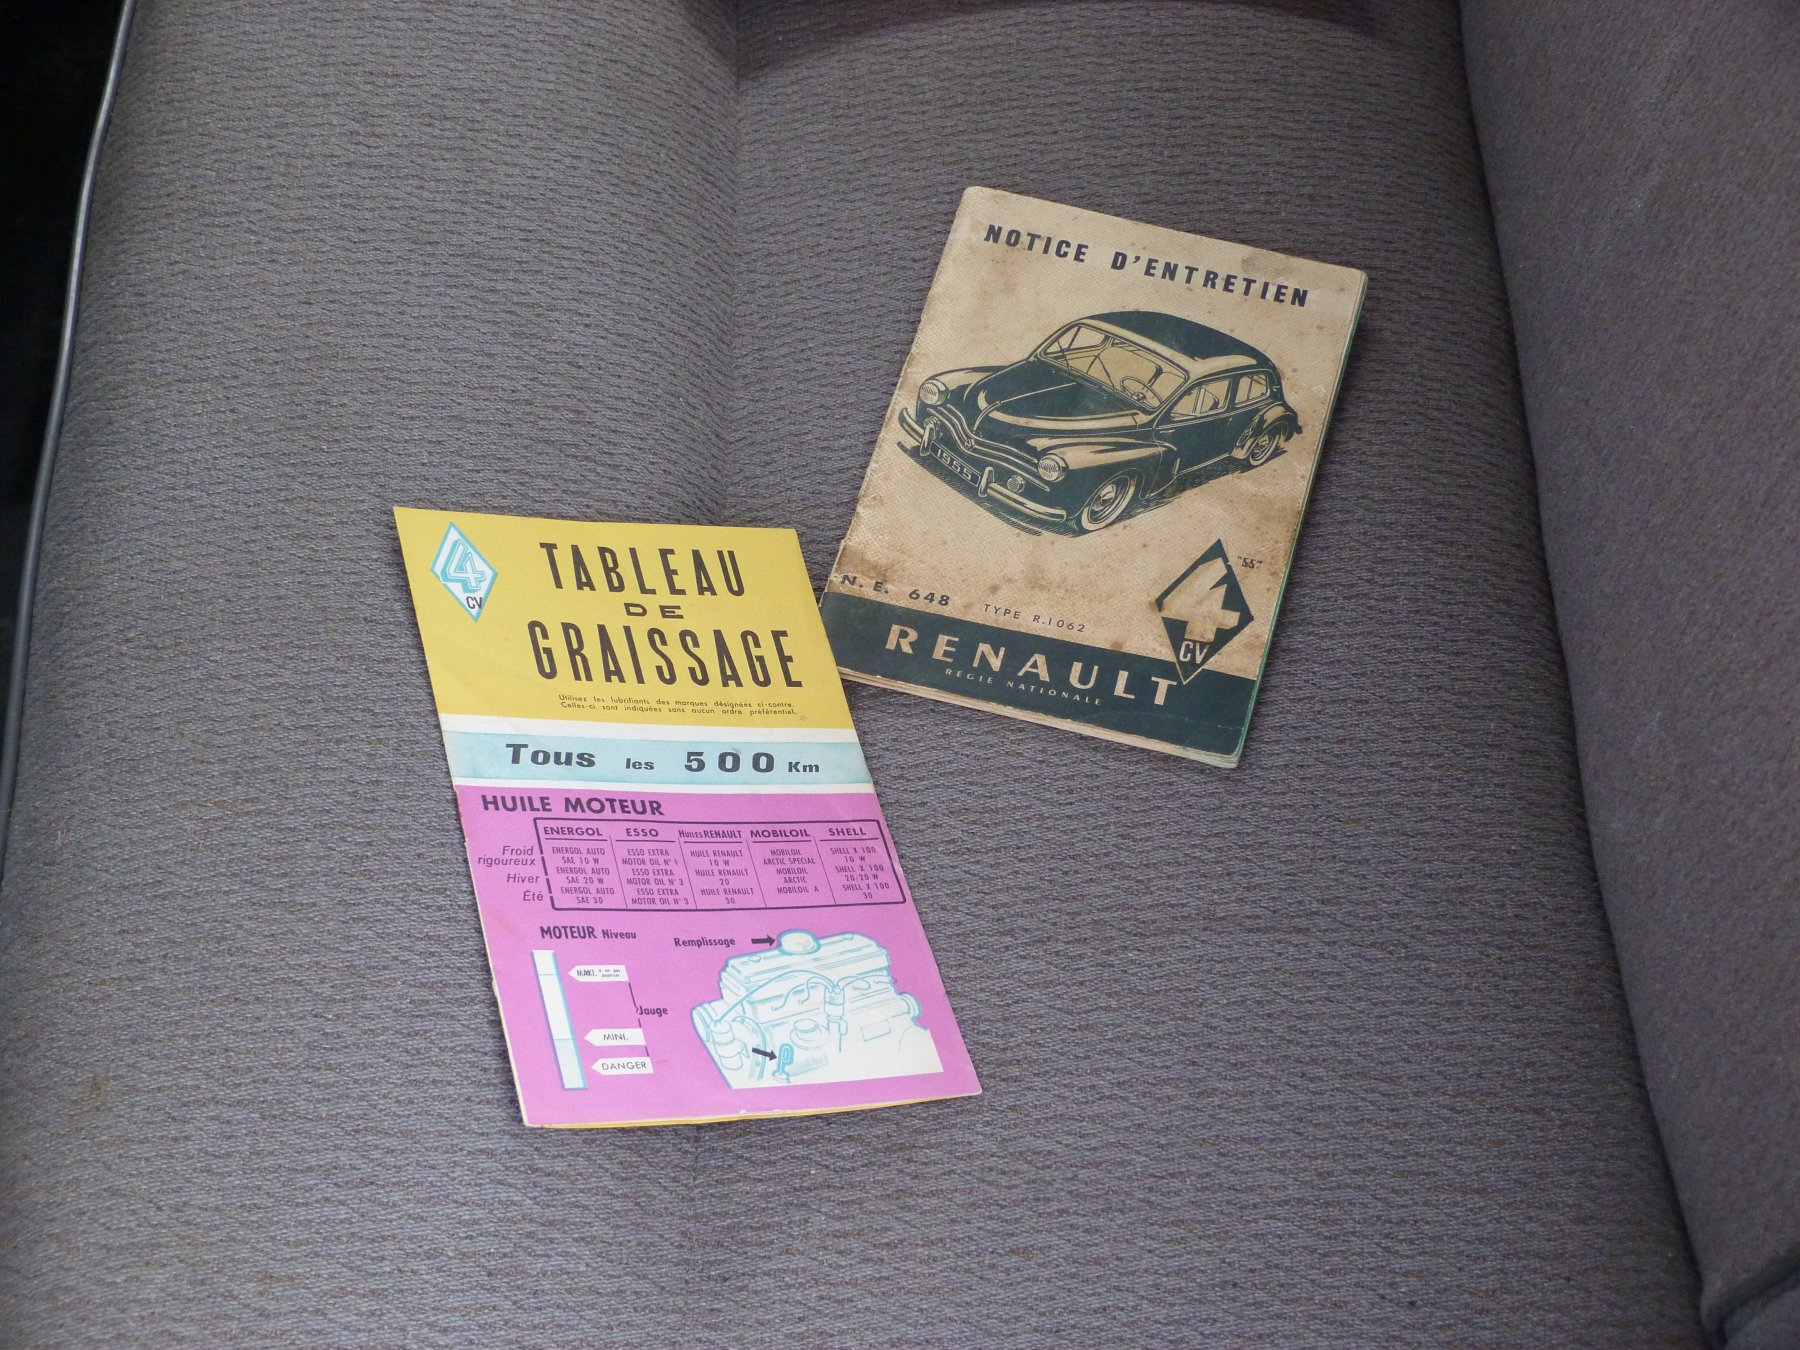 NOTICE D'ENTRETIEN
1955
"55"
4
CV
N. E. 648 TYPE R.1062
RENAULT
RÉGIE NATIONALE
4
CV
TABLEAU
DE
GRAISSAGE
Utilisez les lubrifiants des marques désignées ci-contre.
Celles-ci sont indiquées sans aucun ordre préférentiel.
Tous les 500 Km
HUILE MOTEUR
ENERGOL ESSO HUILES RENAULT MOBILOIL SHELL
Froid rigoureux ENERGOL AUTO SAE 10 W ESSO EXTRA MOTOR OIL N° 1 HUILE RENAULT 10 W MOBILOIL ARCTIC SPECIAL SHELL X 100 10 W
Hiver ENERGOL AUTO SAE 20 W ESSO EXTRA MOTOR OIL N° 3 HUILE RENAULT 20 MOBILOIL ARCTIC SHELL X 100 20/20 W
Été ENERGOL AUTO SAE 30 ESSO EXTRA MOTOR OIL N° 3 HUILE RENAULT 30 MOBILOIL A SHELL X 100 30
MOTEUR Niveau
Remplissage
MAXI. à ne pas dépasser
Jauge
MINI.
DANGER